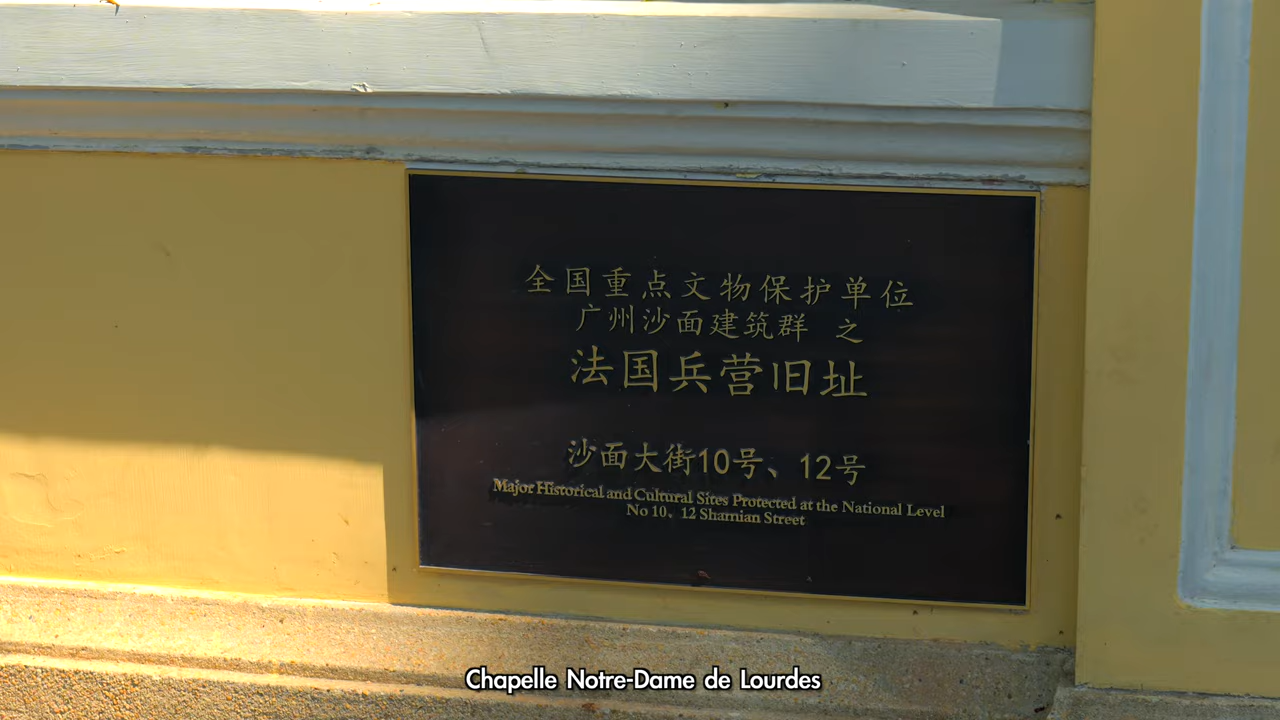 全国重点文物保护单位
广州沙面建筑群 之
法国兵营旧址
沙面大街10号、12号
Major Historical and Cultural Sites Protected at the National Level
No 10、12 Shamian Street
Chapelle Notre-Dame de Lourdes